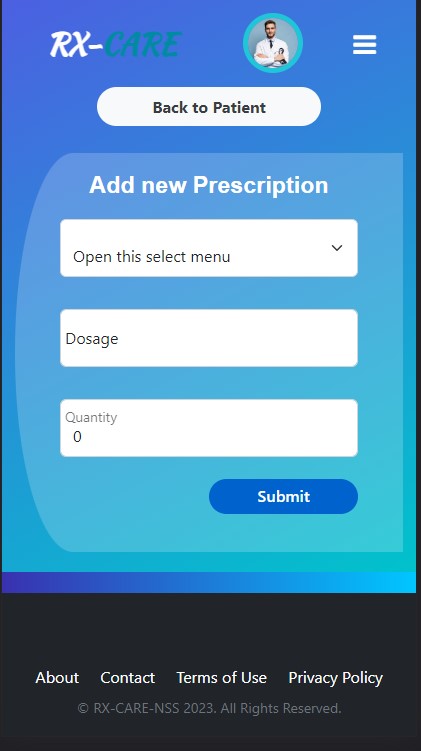 RX-CARE
Back to Patient
Add new Prescription
Open this select menu
Dosage
Quantity
0
Submit
About Contact Terms of Use Privacy Policy
© RX-CARE-NSS 2023. All Rights Reserved.